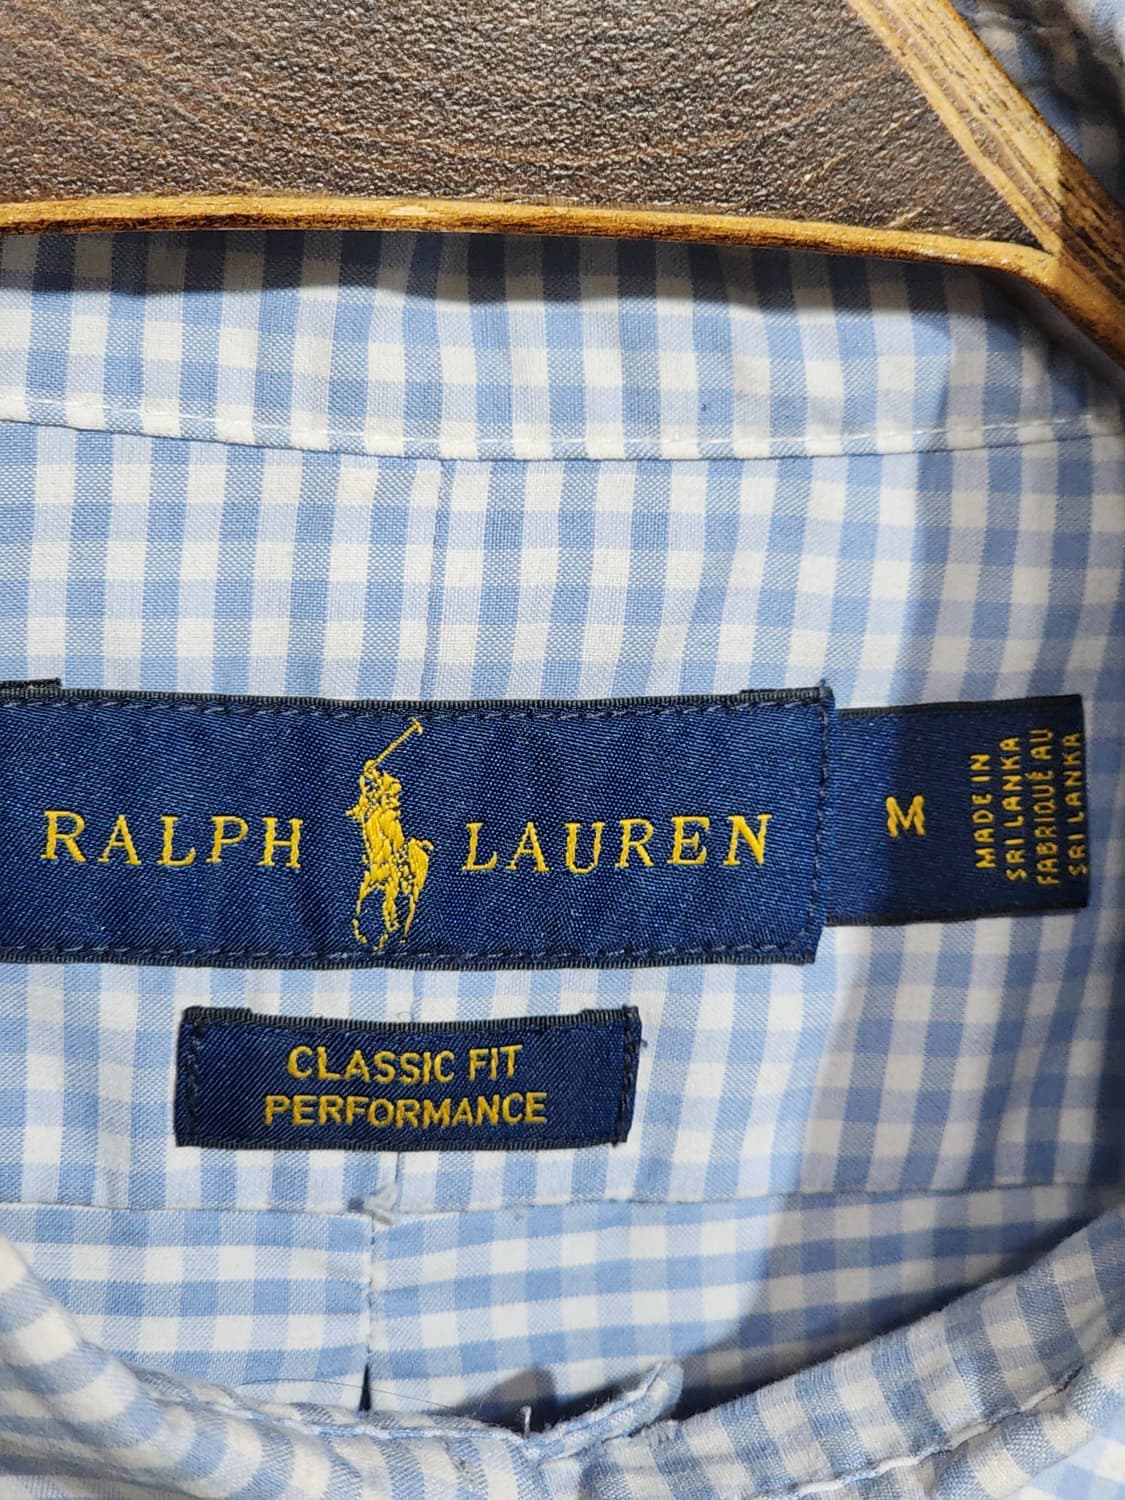 RALPH LAUREN
M
MADE IN
SRI LANKA
FABRIQUÉ AU
SRI LANKA
CLASSIC FIT
PERFORMANCE